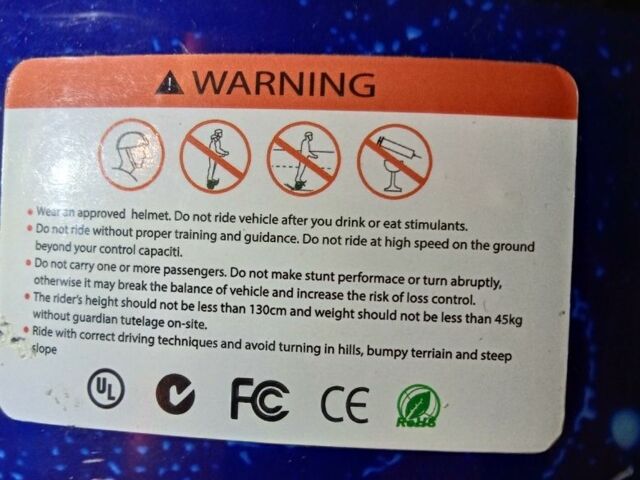 WARNING
• Wear an approved helmet. Do not ride vehicle after you drink or eat stimulants.
• Do not ride without proper training and guidance. Do not ride at high speed on the ground
beyond your control capaciti.
• Do not carry one or more passengers. Do not make stunt performace or turn abruptly,
otherwise it may break the balance of vehicle and increase the risk of loss control.
• The rider's height should not be less than 130cm and weight should not be less than 45kg
without guardian tutelage on-site.
• Ride with correct driving techniques and avoid turning in hills, bumpy terriain and steep
slope
UL FC CE RoHS